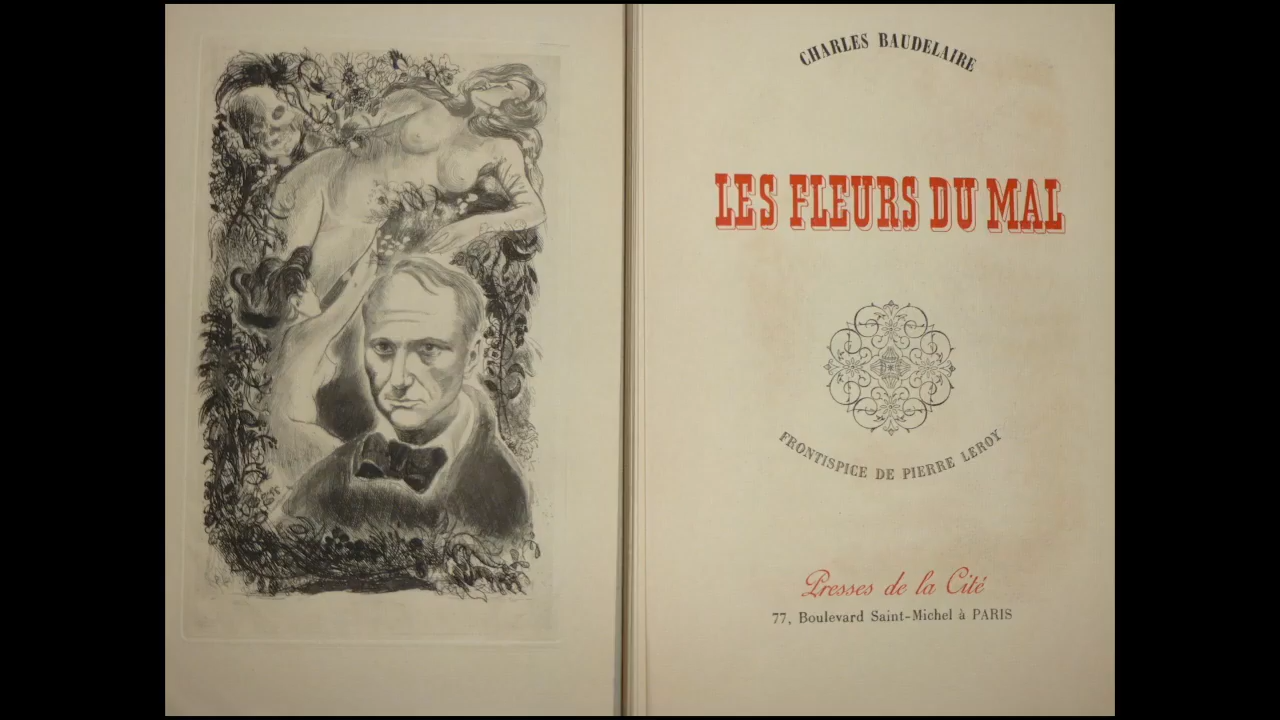 CHARLES BAUDELAIRE
LES FLEURS DU MAL
FRONTISPICE DE PIERRE LEROY
Presses de la Cité
77, Boulevard Saint-Michel à PARIS